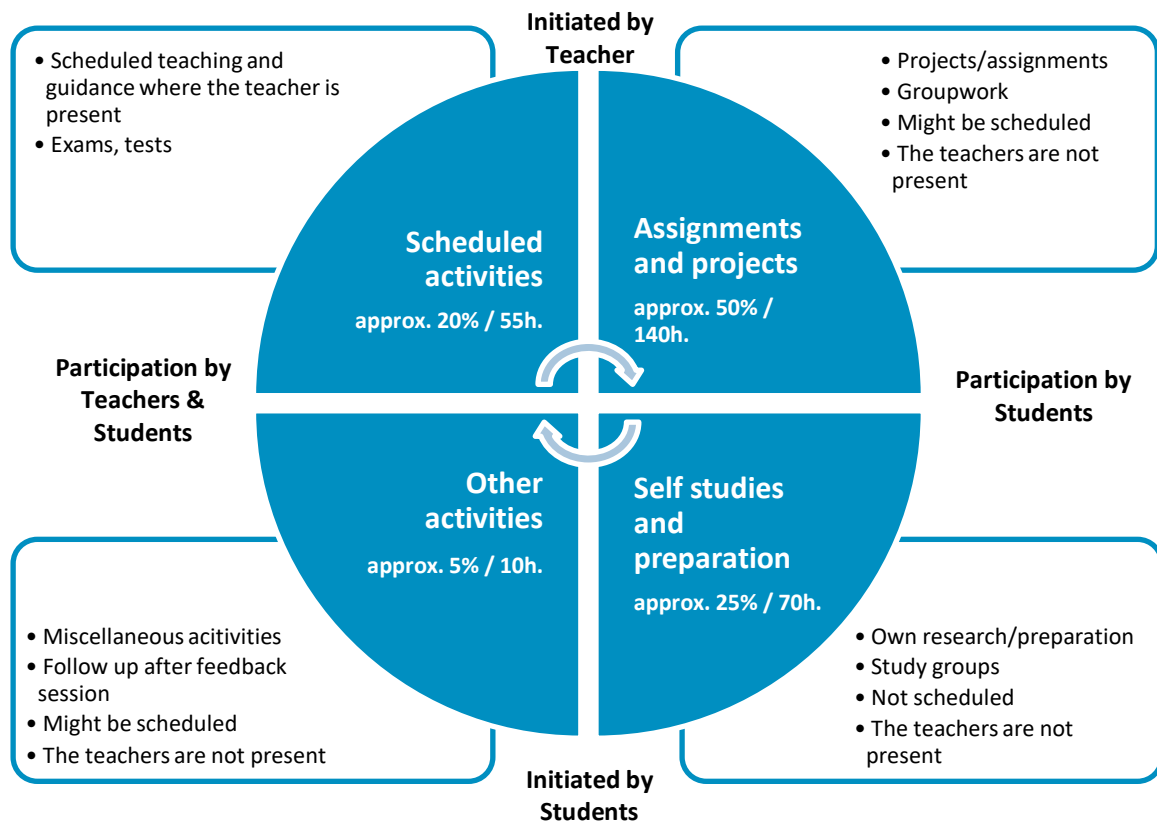 Initiated by
Teacher
• Scheduled teaching and
guidance where the teacher is
present
• Exams, tests
• Projects/assignments
• Groupwork
• Might be scheduled
• The teachers are not
present
Scheduled
activities
approx. 20% / 55h.
Assignments
and projects
approx. 50% /
140h.
Participation by
Teachers &
Students
Participation by
Students
Other
activities
approx. 5% / 10h.
Self studies
and
preparation
approx. 25% / 70h.
• Miscellaneous acitivities
• Follow up after feedback
session
• Might be scheduled
• The teachers are not present
• Own research/preparation
• Study groups
• Not scheduled
• The teachers are not
present
Initiated by
Students